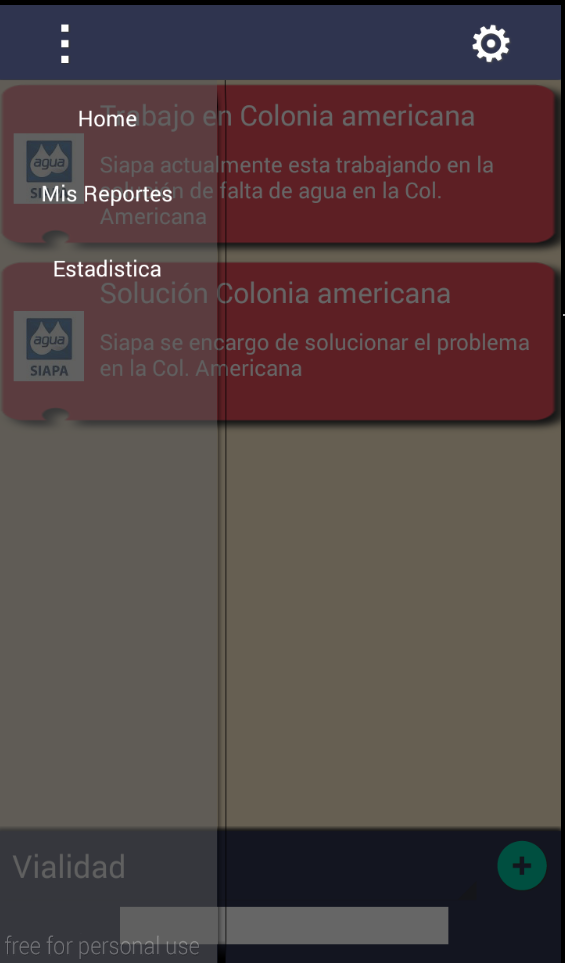 Home
Trabajo en Colonia americana
Siapa actualmente esta trabajando en la
solución de falta de agua en la Col.
Americana
agua
SIAPA
Mis Reportes
Estadistica
Solución Colonia americana
Siapa se encargo de solucionar el problema
en la Col. Americana
agua
SIAPA
Vialidad
free for personal use